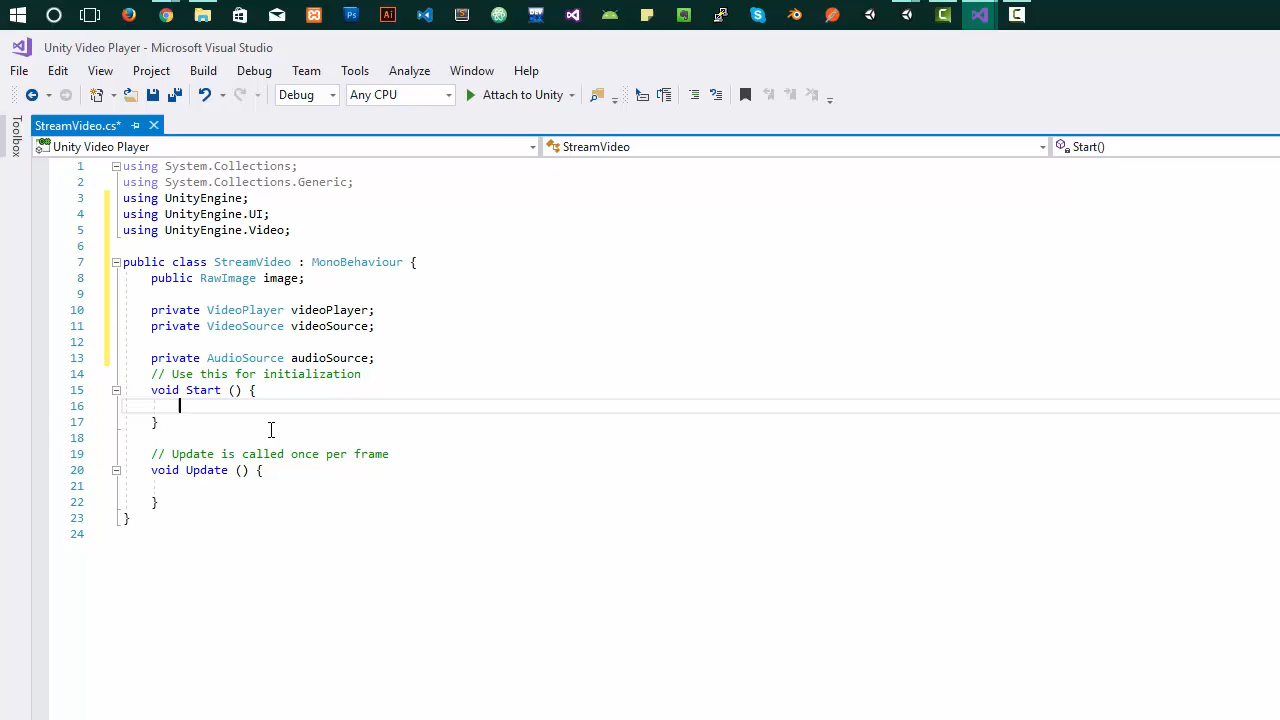 Unity Video Player - Microsoft Visual Studio
File Edit View Project Build Debug Team Tools Analyze Window Help
Debug Any CPU Attach to Unity
Toolbox
StreamVideo.cs*
Unity Video Player StreamVideo Start()
1 using System.Collections;
2 using System.Collections.Generic;
3 using UnityEngine;
4 using UnityEngine.UI;
5 using UnityEngine.Video;
6
7 public class StreamVideo : MonoBehaviour {
8 public RawImage image;
9
10 private VideoPlayer videoPlayer;
11 private VideoSource videoSource;
12
13 private AudioSource audioSource;
14 // Use this for initialization
15 void Start () {
16
17 }
18
19 // Update is called once per frame
20 void Update () {
21
22 }
23 }
24